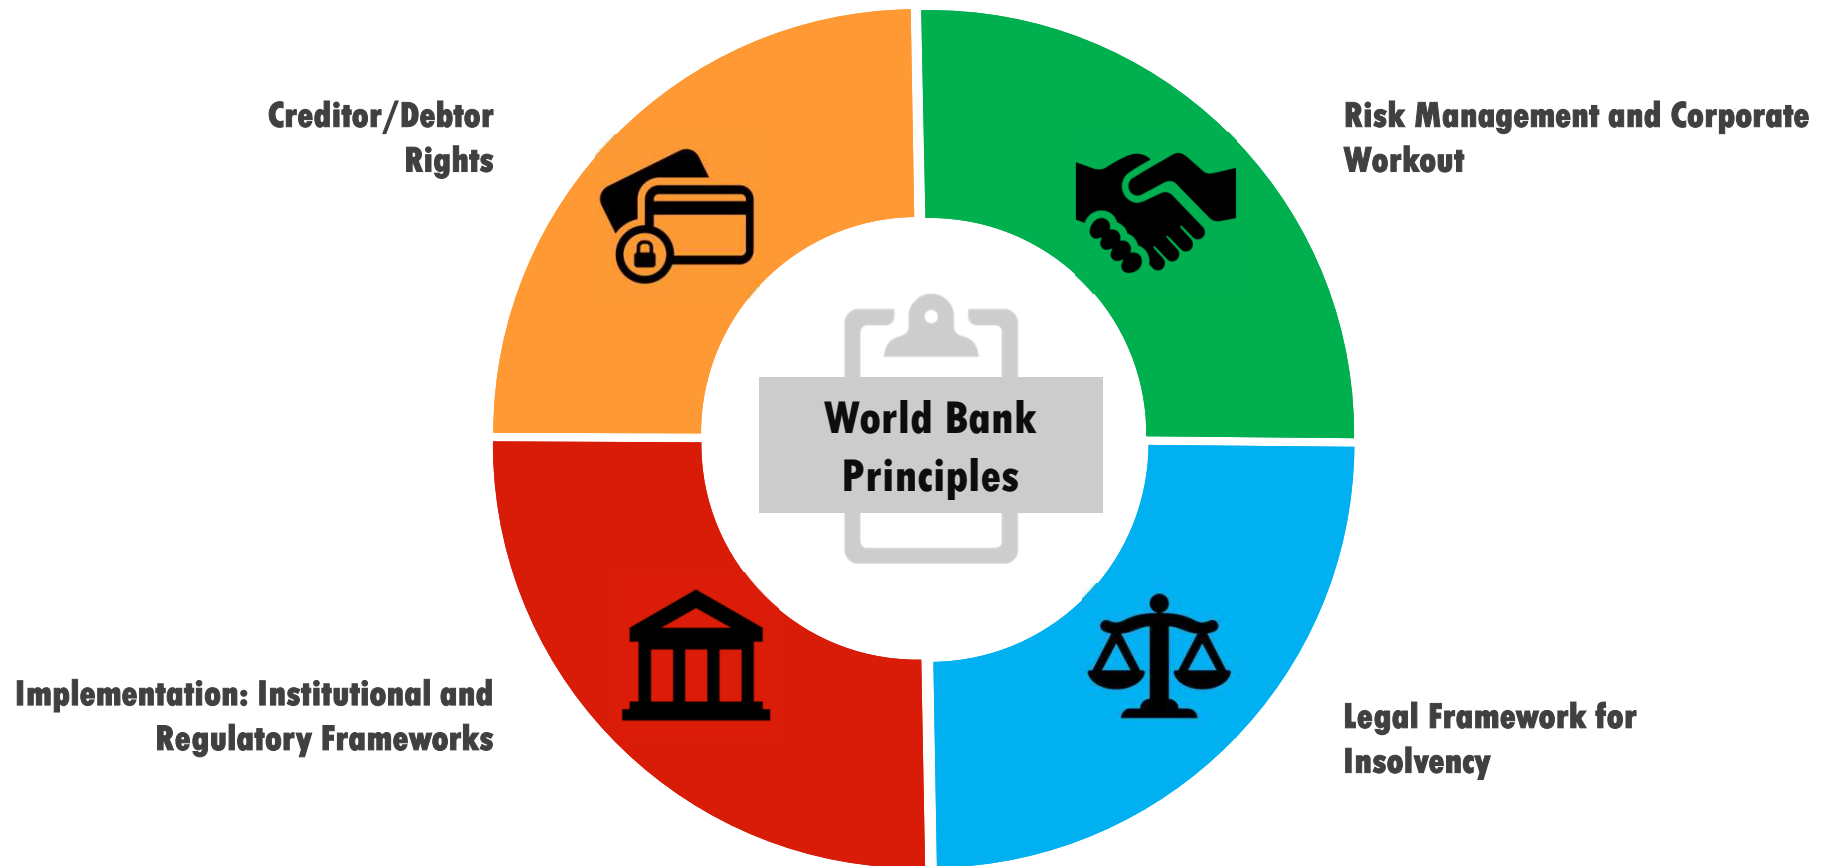 Creditor/Debtor
Rights
Risk Management and Corporate
Workout
World Bank
Principles
Implementation: Institutional and
Regulatory Frameworks
Legal Framework for
Insolvency